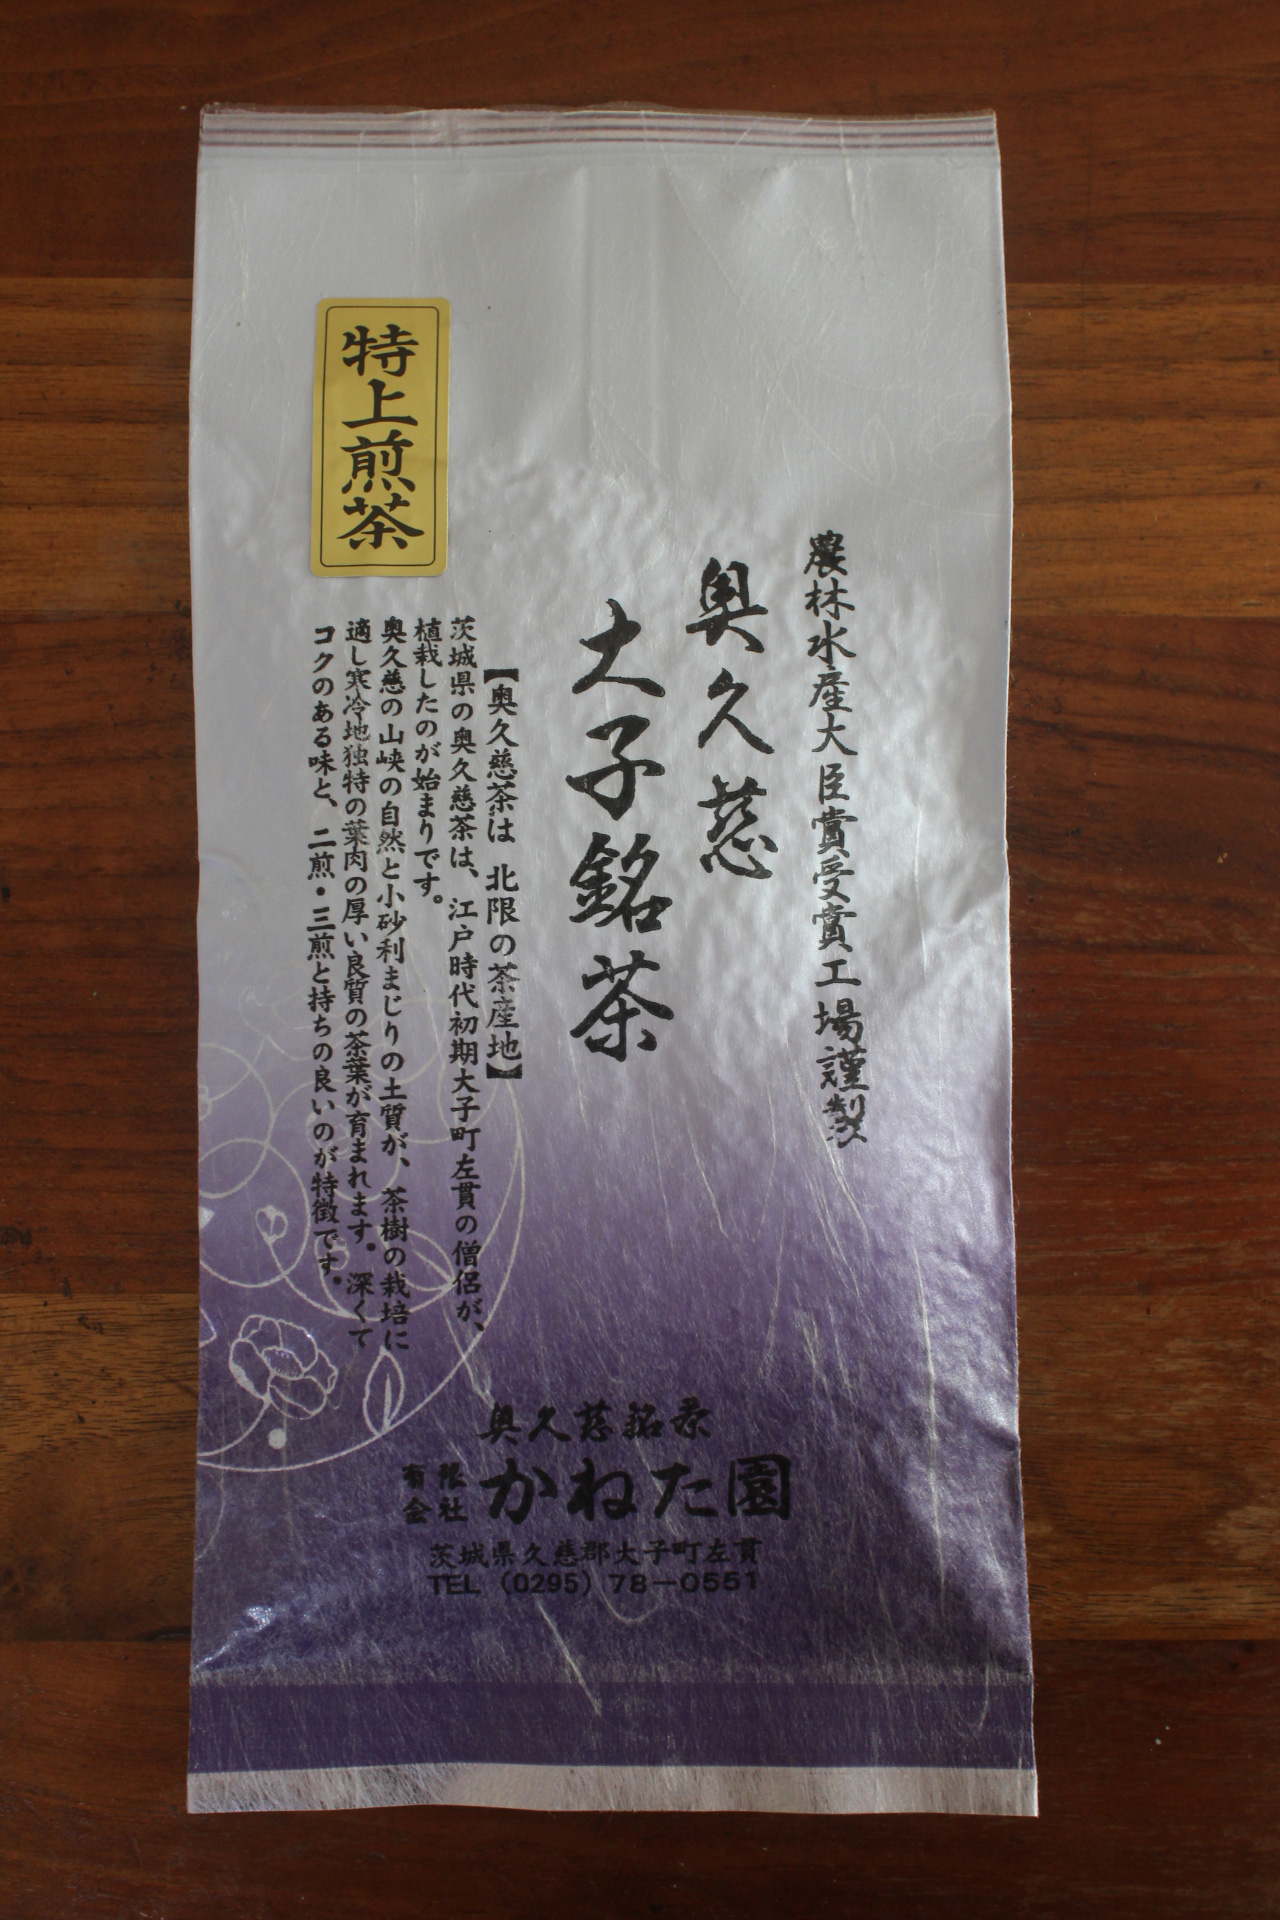 農林水産大臣賞受賞工場謹製
奥久慈
大子銘茶
特上煎茶
【奥久慈茶は 北限の茶産地】
茨城県の奥久慈茶は、江戸時代初期大子町左貫の僧侶が、
植栽したのが始まりです。
奥久慈の山峡の自然と小砂利まじりの土質が、茶樹の栽培に
適し寒冷地独特の葉肉の厚い良質の茶葉が育まれます。深くて
コクのある味と、二煎・三煎と持ちの良いのが特徴です。
奥久慈銘茶
有限会社 かねた園
茨城県久慈郡大子町左貫
TEL (0295) 78-0551